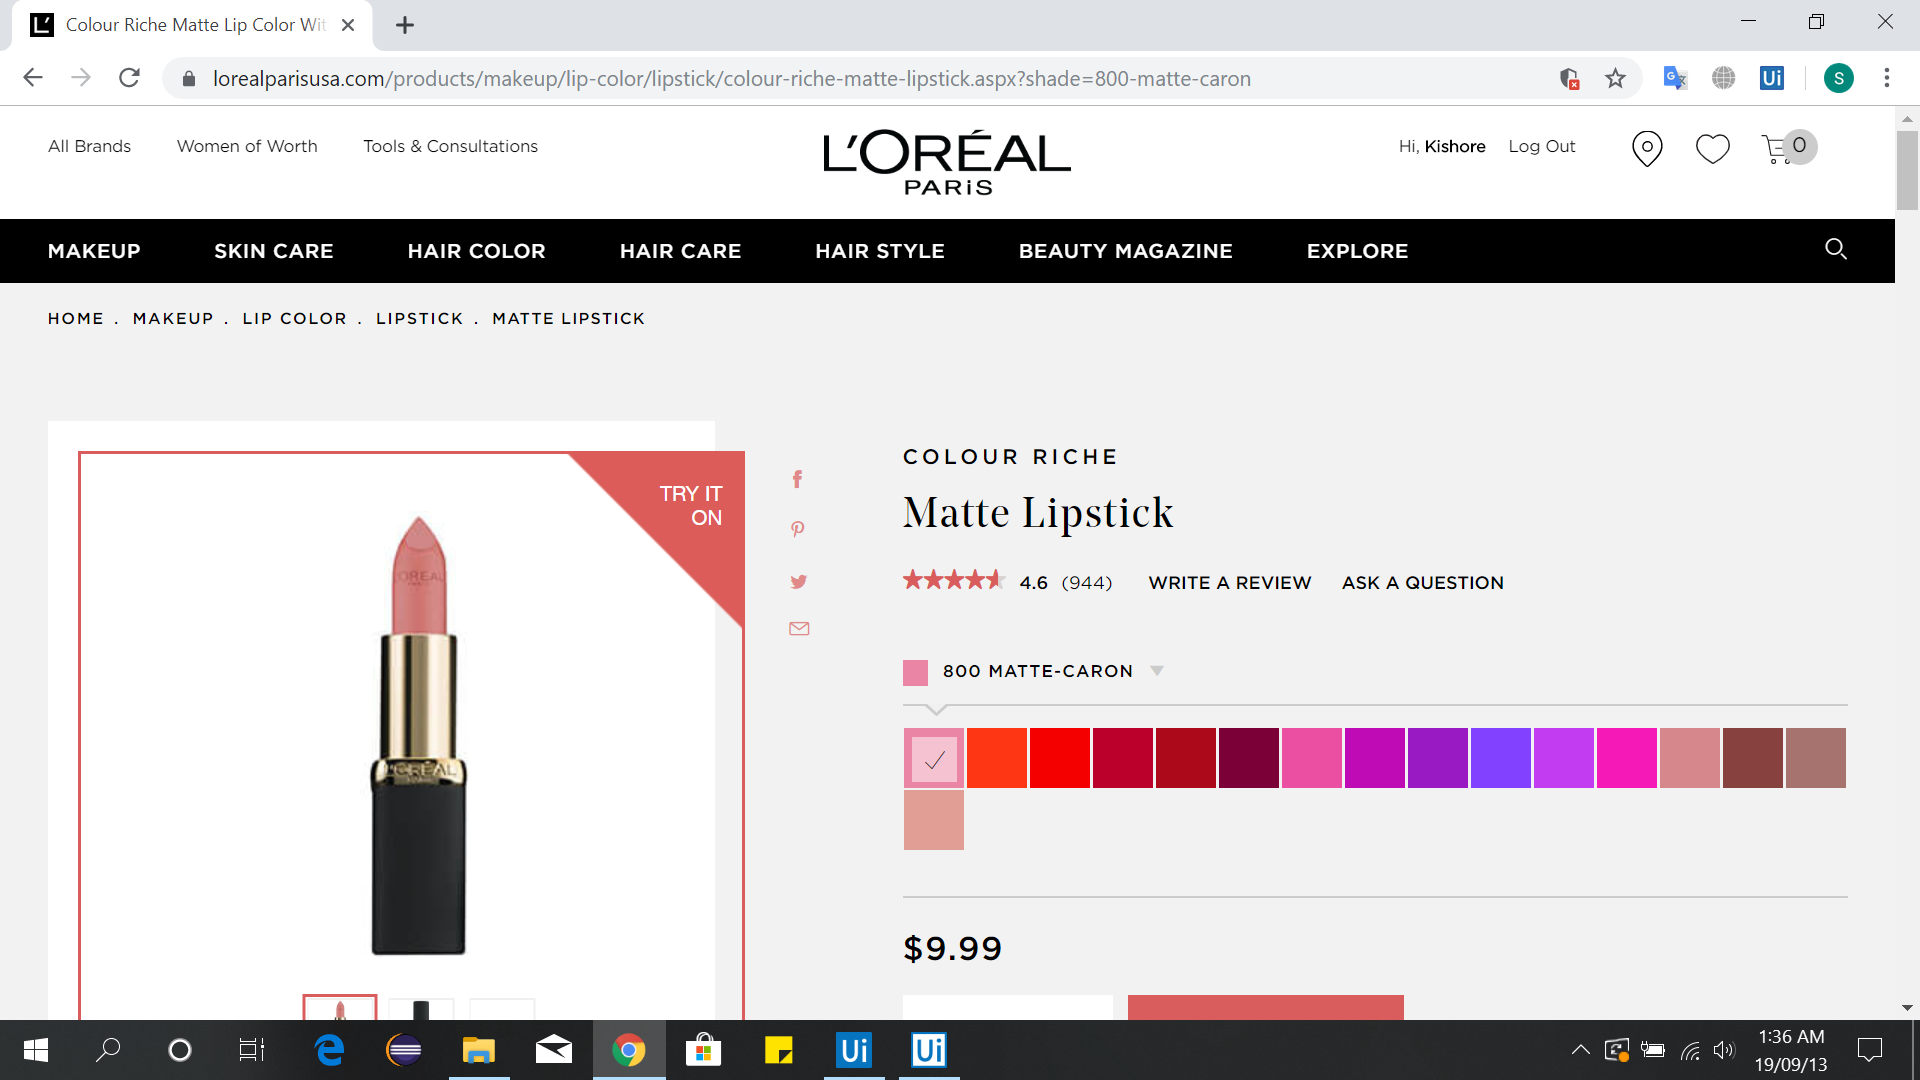 Colour Riche Matte Lip Color Wit
lorealparisusa.com/products/makeup/lip-color/lipstick/colour-riche-matte-lipstick.aspx?shade=800-matte-caron
S
All Brands
Women of Worth
Tools & Consultations
L'ORÉAL
PARiS
Hi, Kishore
Log Out
0
MAKEUP
SKIN CARE
HAIR COLOR
HAIR CARE
HAIR STYLE
BEAUTY MAGAZINE
EXPLORE
HOME . MAKEUP . LIP COLOR . LIPSTICK . MATTE LIPSTICK
TRY IT
ON
L'ORÉAL
COLOUR RICHE
Matte Lipstick
4.6 (944)
WRITE A REVIEW
ASK A QUESTION
800 MATTE-CARON
$9.99
Ui
Ui
Ui
1:36 AM
19/09/13